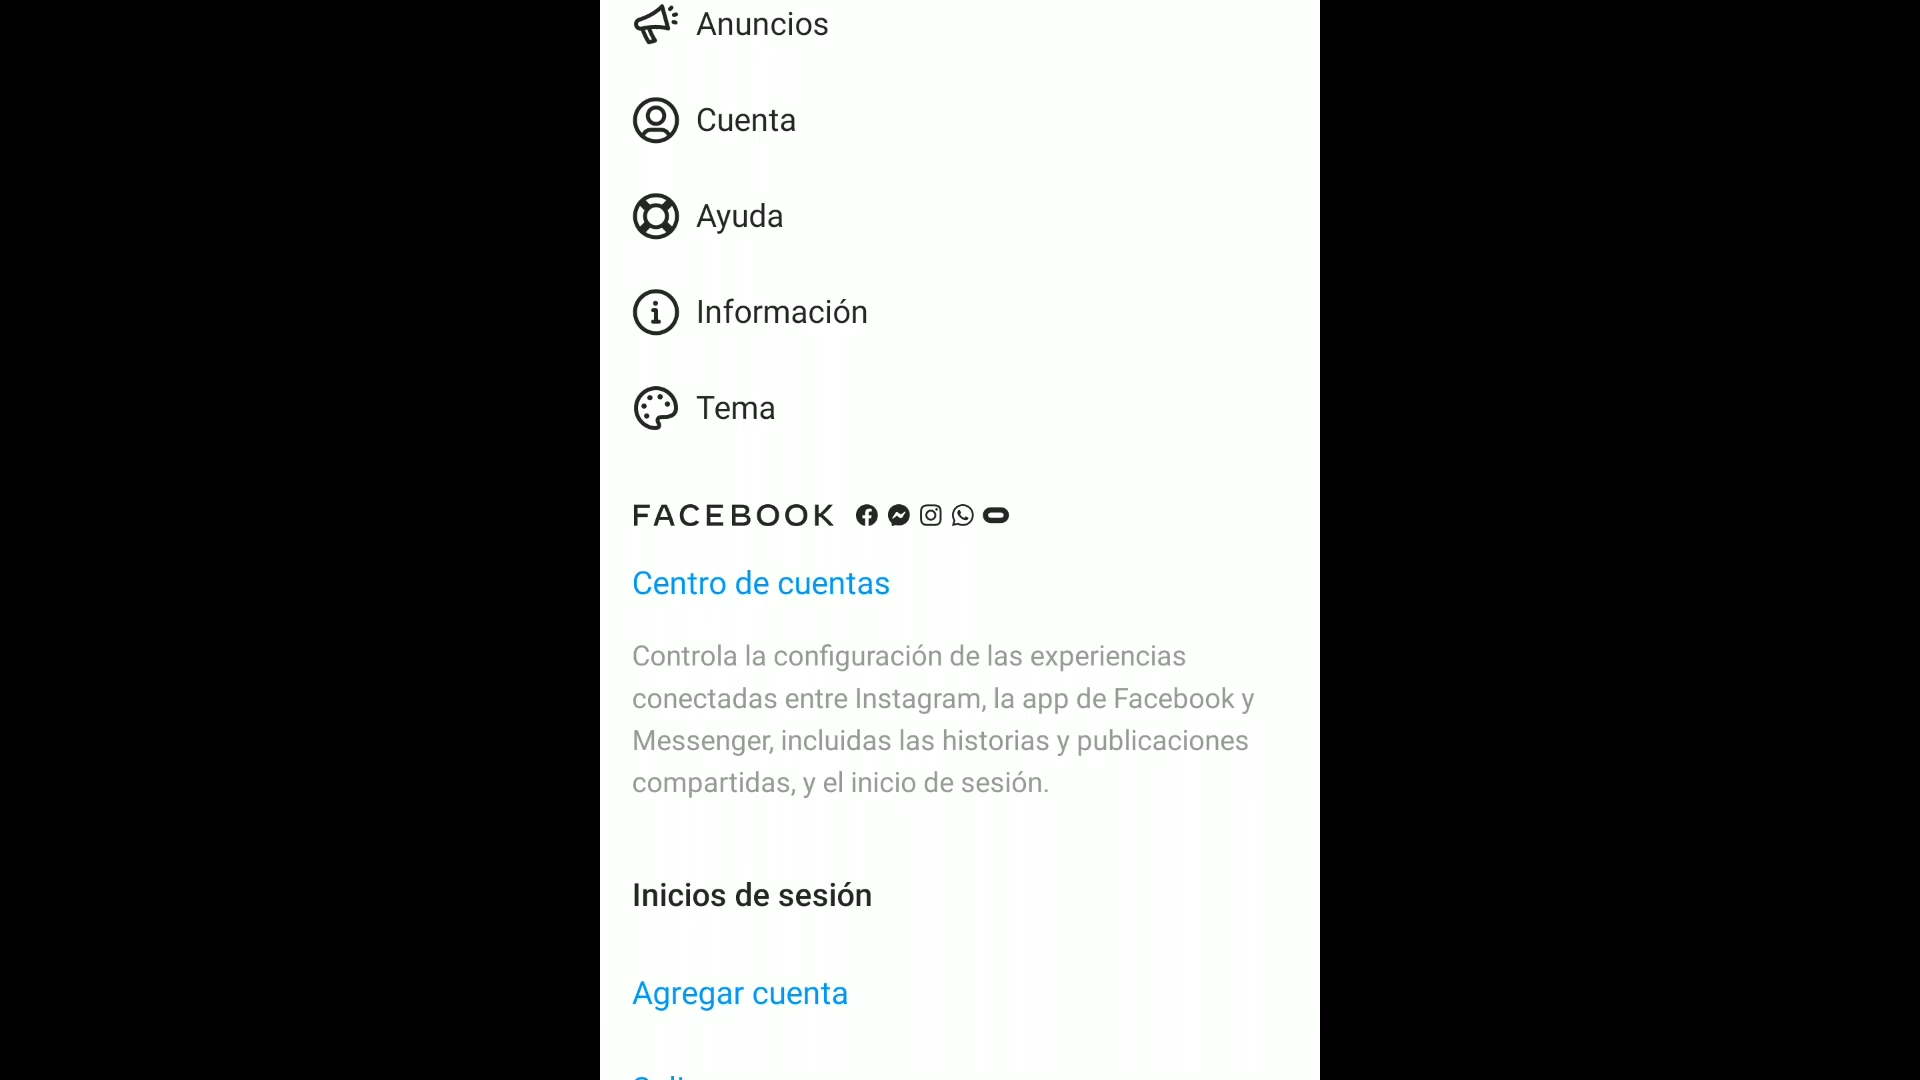 Anuncios
Cuenta
Ayuda
Información
Tema
FACEBOOK
Centro de cuentas
Controla la configuración de las experiencias
conectadas entre Instagram, la app de Facebook y
Messenger, incluidas las historias y publicaciones
compartidas, y el inicio de sesión.
Inicios de sesión
Agregar cuenta